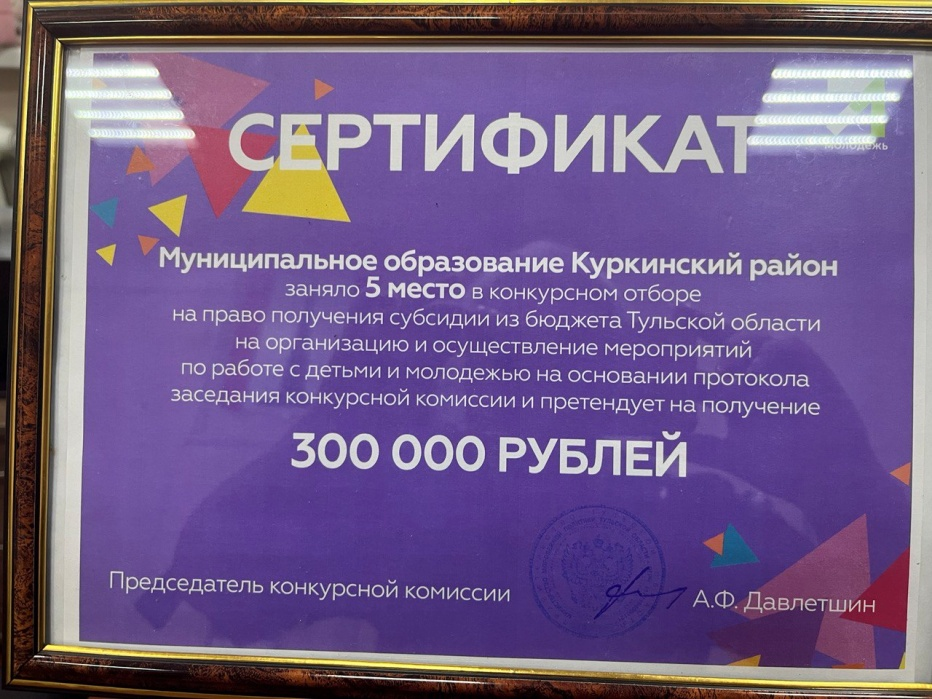 СЕРТИФИКАТ
молодежь
Муниципальное образование Куркинский район
заняло 5 место в конкурсном отборе
на право получения субсидии из бюджета Тульской области
на организацию и осуществление мероприятий
по работе с детьми и молодежью на основании протокола
заседания конкурсной комиссии и претендует на получение
300 000 РУБЛЕЙ
Председатель конкурсной комиссии
А.Ф. Давлетшин